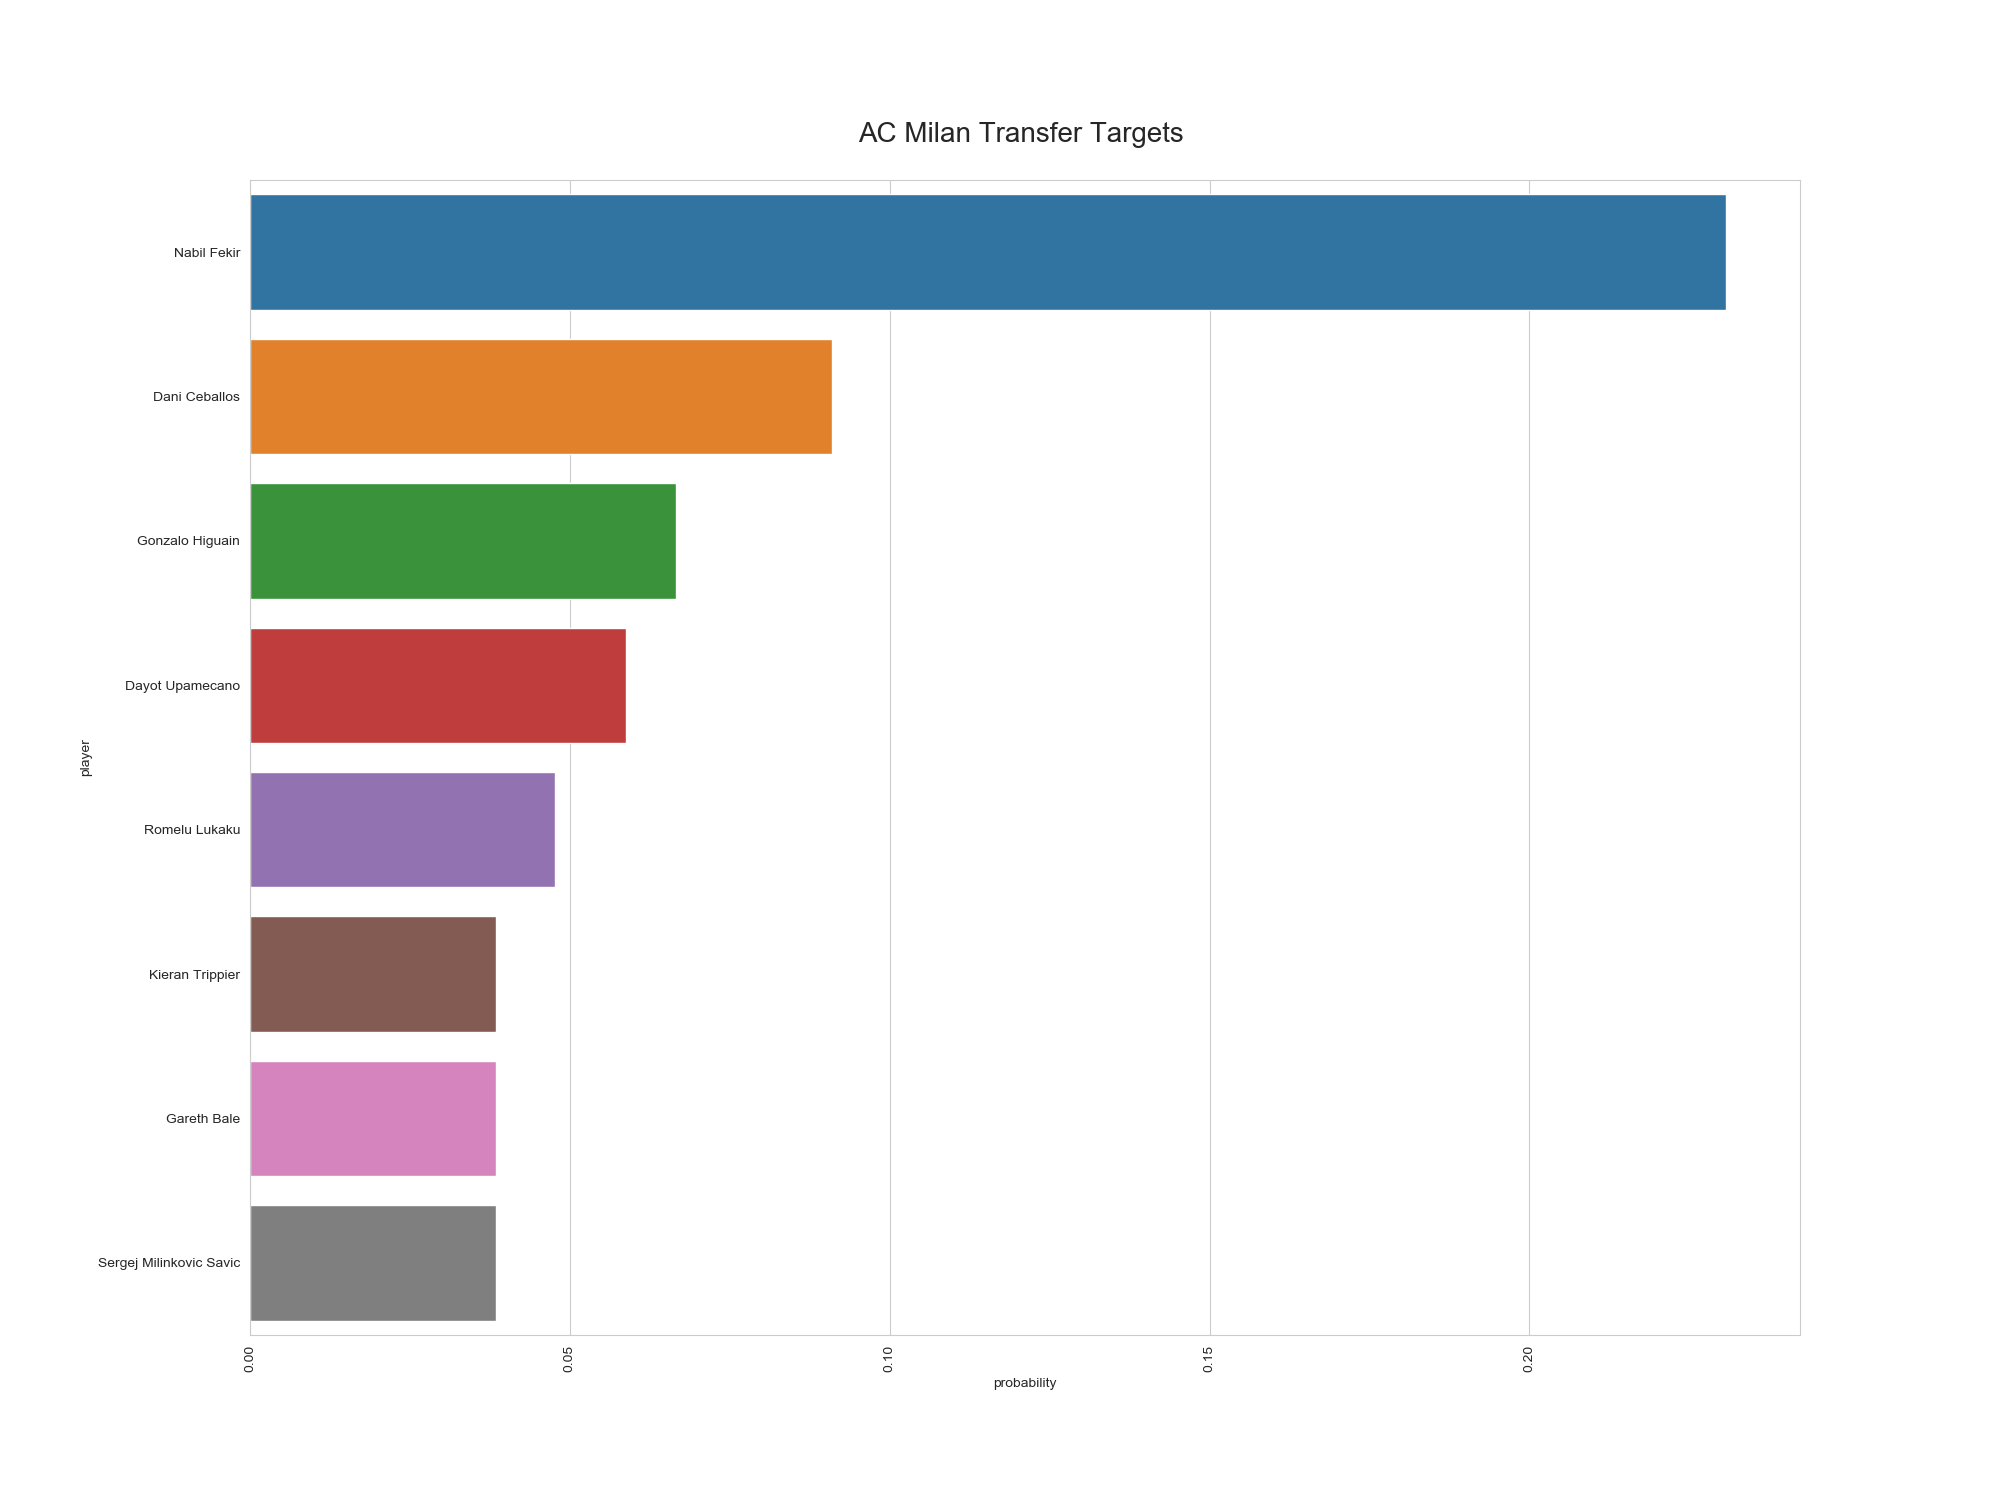 AC Milan Transfer Targets
Nabil Fekir
Dani Ceballos
Gonzalo Higuain
Dayot Upamecano
Romelu Lukaku
Kieran Trippier
Gareth Bale
Sergej Milinkovic Savic
player
0.00
0.05
0.10
0.15
0.20
probability